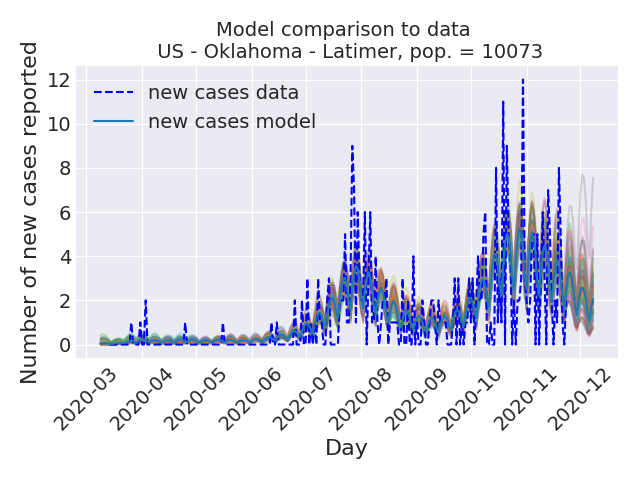 Model comparison to data
US - Oklahoma - Latimer, pop. = 10073
Number of new cases reported
12
10
8
6
4
2
0
new cases data
new cases model
2020-03
2020-04
2020-05
2020-06
2020-07
2020-08
2020-09
2020-10
2020-11
2020-12
Day